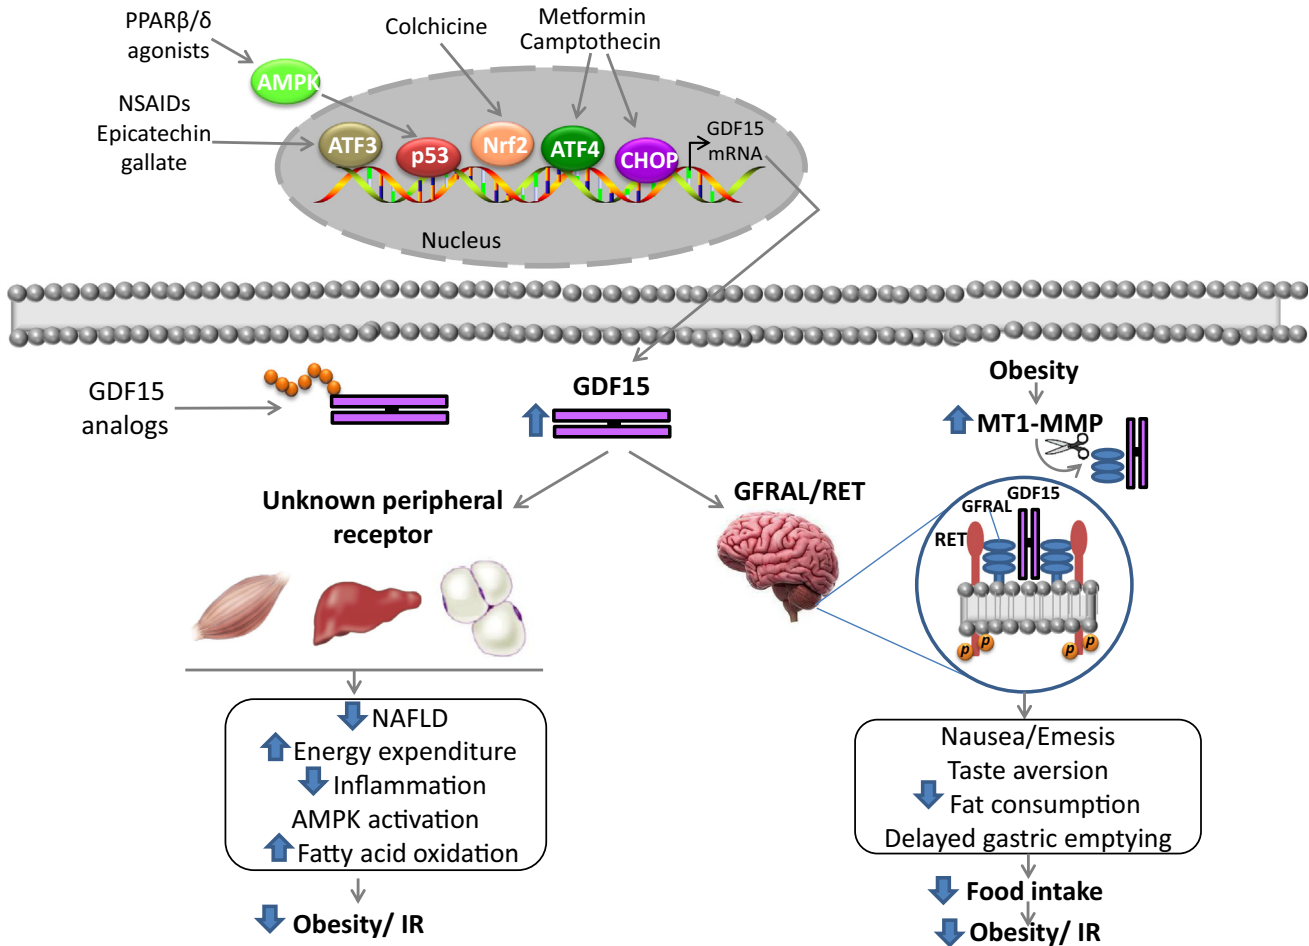 PPARβ/δ
agonists
Colchicine
Metformin
Camptothecin
AMPK
NSAIDs
Epicatechin
gallate
ATF3
p53
Nrf2
ATF4
CHOP
GDF15
mRNA
Nucleus
GDF15
analogs
GDF15
Obesity
MT1-MMP
Unknown peripheral
receptor
GFRAL/RET
GDF15
GFRAL
RET
p
p
p
p
NAFLD
Energy expenditure
Inflammation
AMPK activation
Fatty acid oxidation
Obesity/ IR
Nausea/Emesis
Taste aversion
Fat consumption
Delayed gastric emptying
Food intake
Obesity/ IR